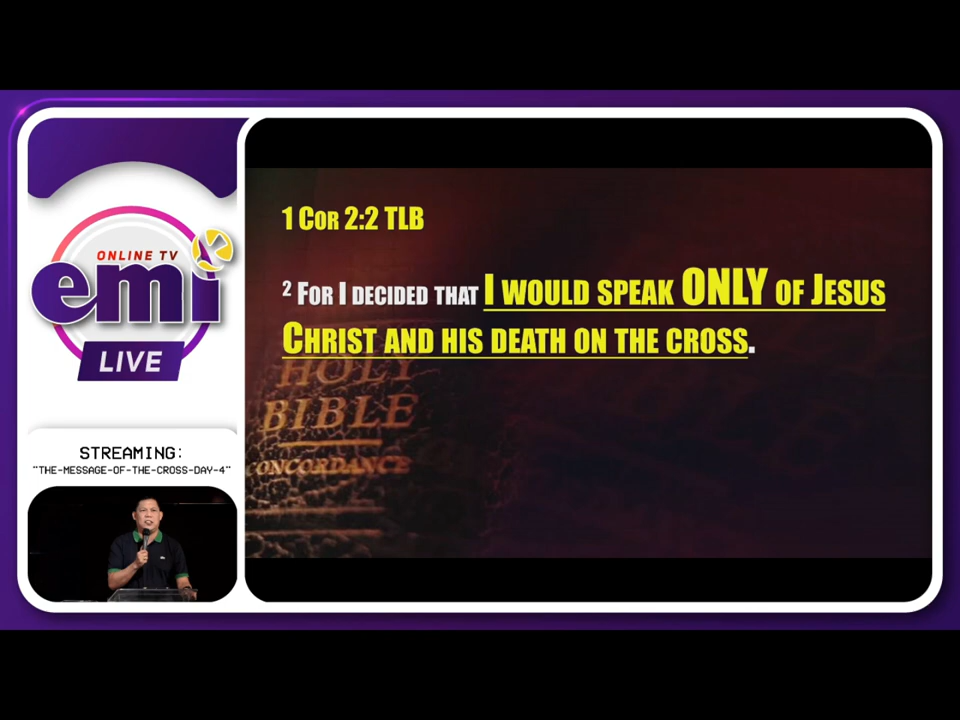 ONLINE TV
emi
LIVE
STREAMING:
"THE-MESSAGE-OF-THE-CROSS-DAY-4"
1 COR 2:2 TLB
2 FOR I DECIDED THAT I WOULD SPEAK ONLY OF JESUS
CHRIST AND HIS DEATH ON THE CROSS.
HOLY
BIBLE
CONCORDANCE